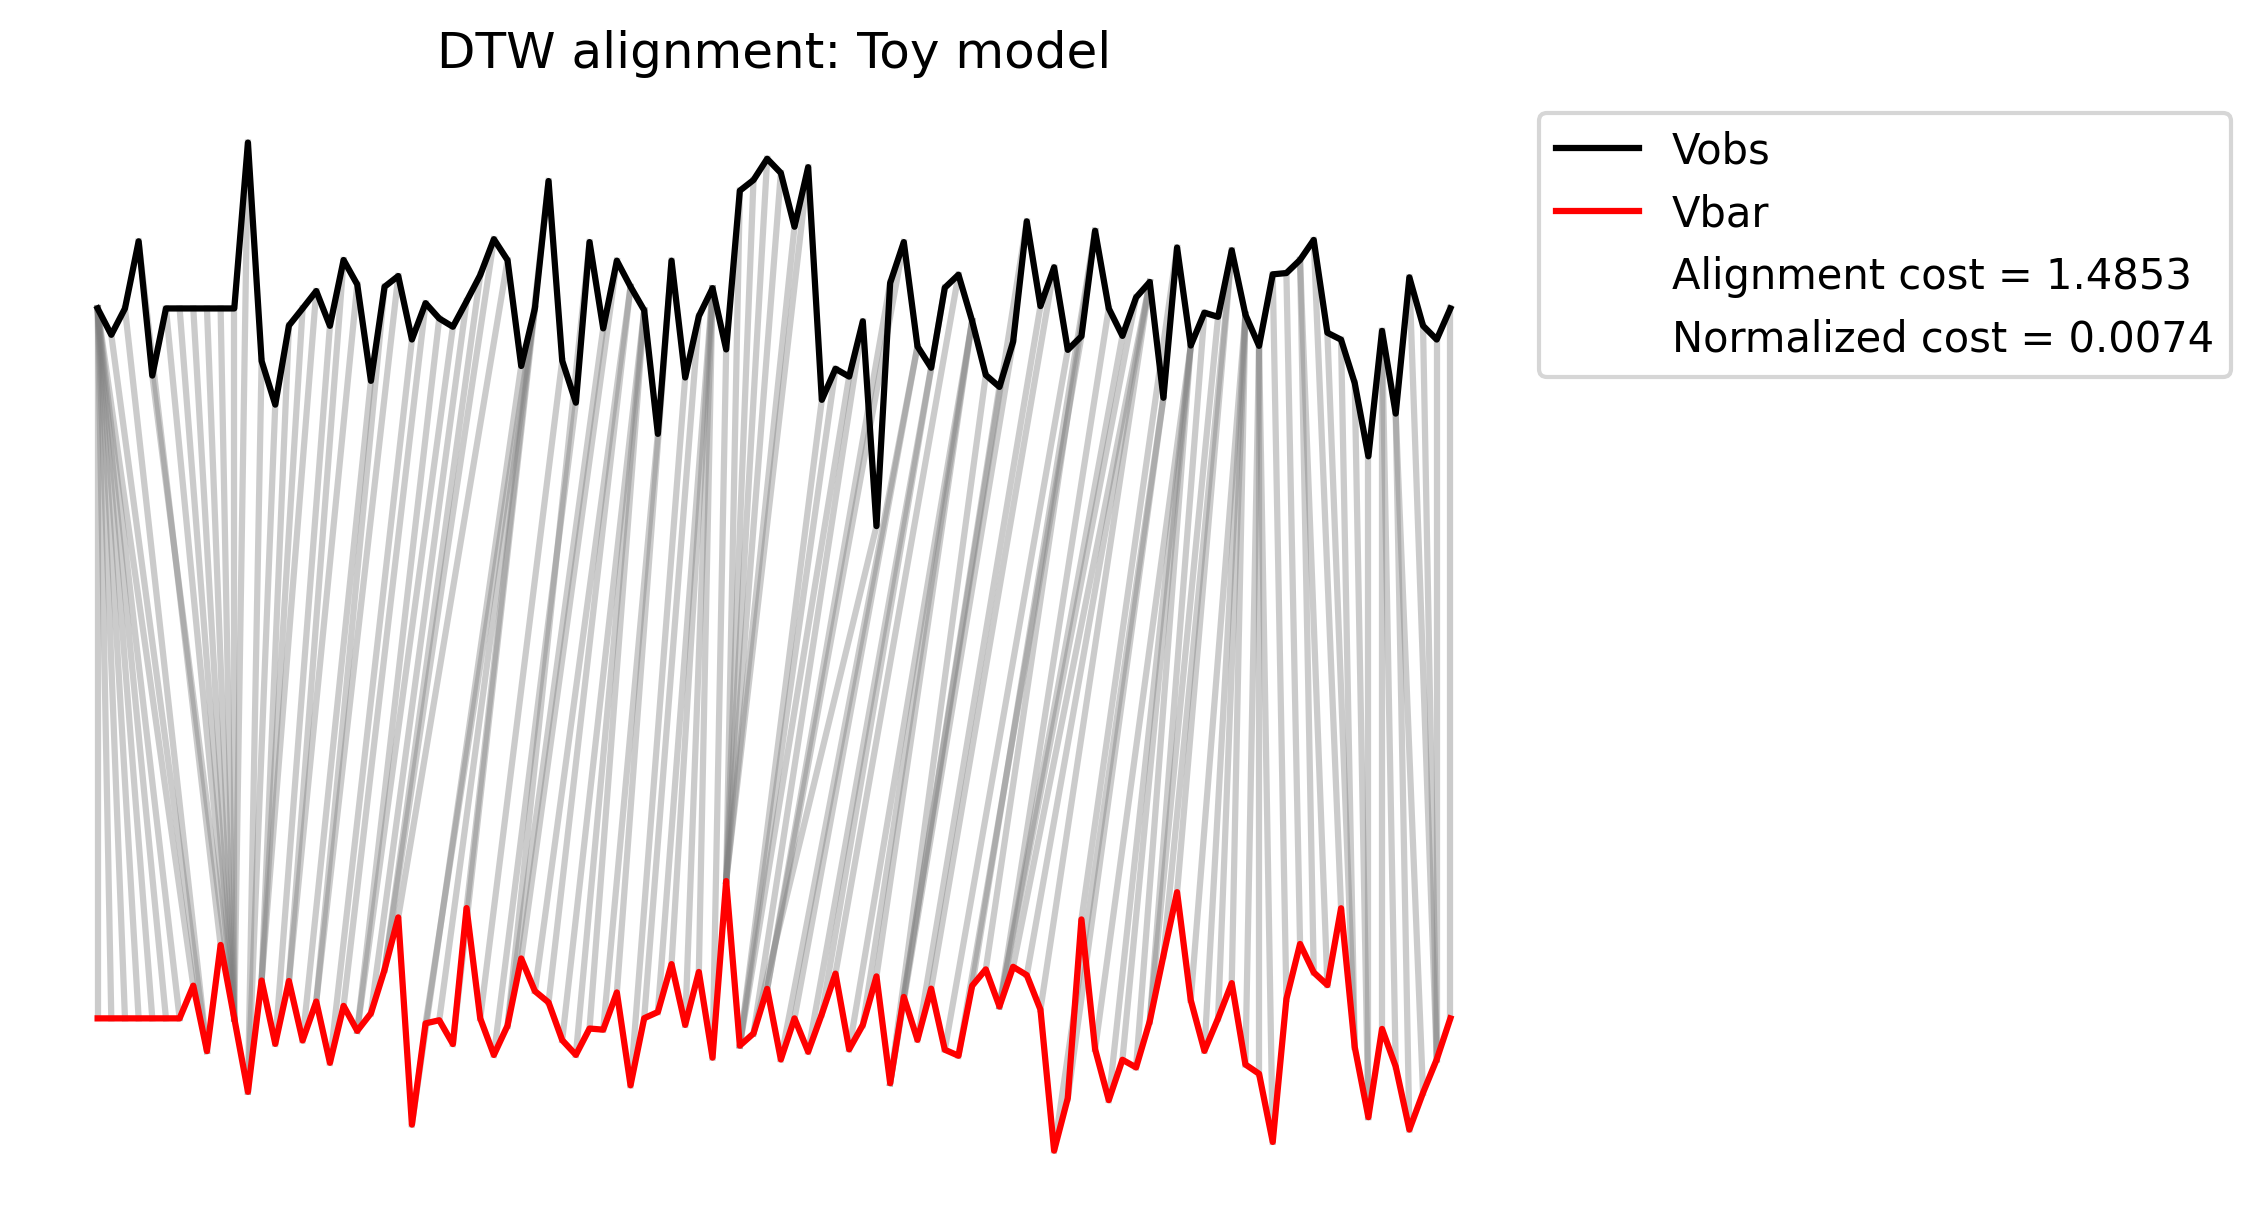 DTW alignment: Toy model
Vobs
Vbar
Alignment cost = 1.4853
Normalized cost = 0.0074